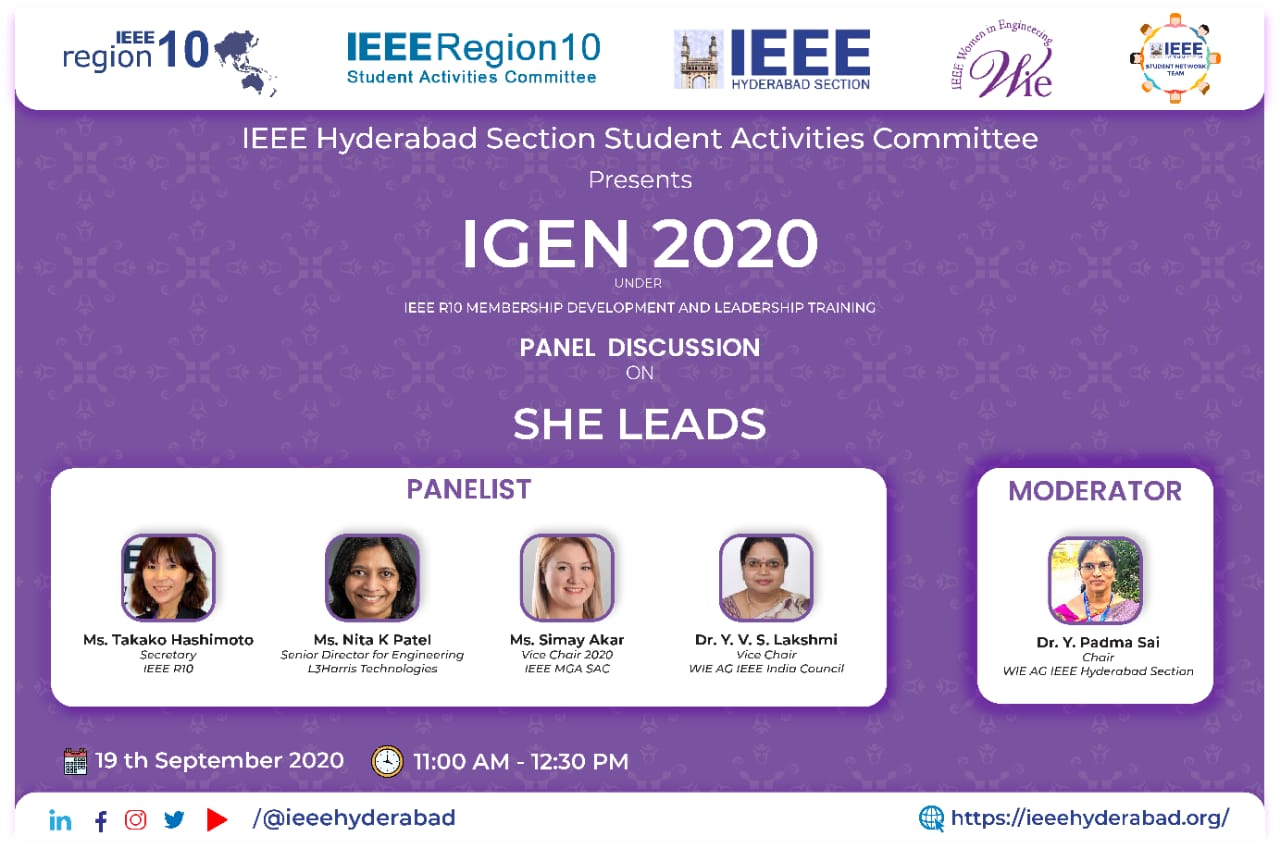 IEEE
region 10
IEEE Region 10
Student Activities Committee
IEEE
HYDERABAD SECTION
IEEE Women in Engineering
WIE
IEEE
STUDENT NETWORK
TEAM
IEEE Hyderabad Section Student Activities Committee
Presents
IGEN 2020
UNDER
IEEE R10 MEMBERSHIP DEVELOPMENT AND LEADERSHIP TRAINING
PANEL DISCUSSION
ON
SHE LEADS
PANELIST
Ms. Takako Hashimoto
Secretary
IEEE R10
Ms. Nita K Patel
Senior Director for Engineering
L3Harris Technologies
Ms. Simay Akar
Vice Chair 2020
IEEE MGA SAC
Dr. Y. V. S. Lakshmi
Vice Chair
WIE AG IEEE India Council
MODERATOR
Dr. Y. Padma Sai
Chair
WIE AG IEEE Hyderabad Section
19 th September 2020
11:00 AM - 12:30 PM
/@ieeehyderabad
https://ieeehyderabad.org/